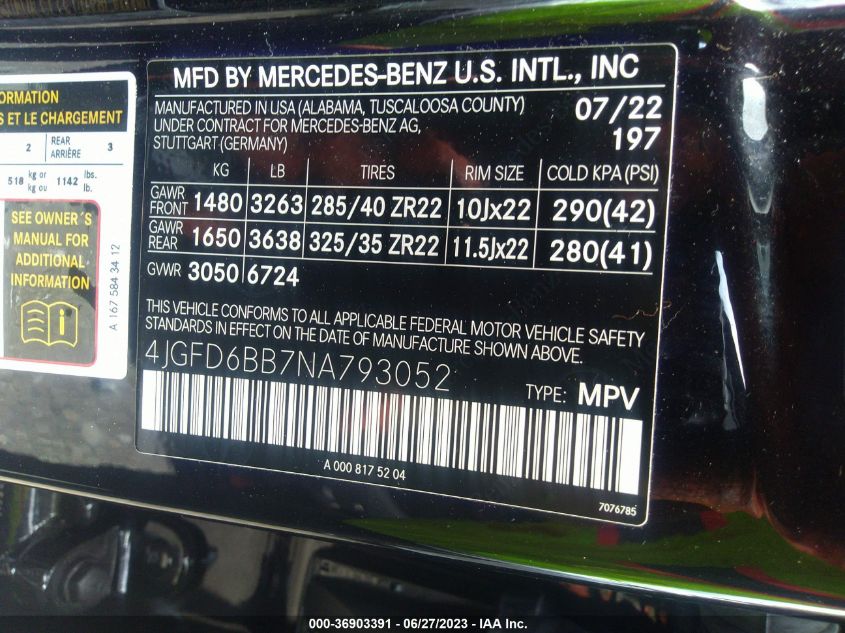 ORMATION
S ET LE CHARGEMENT
2 REAR ARRIÈRE 3
518 kg or kg ou 1142 lbs. lb.
SEE OWNER´S
MANUAL FOR
ADDITIONAL
INFORMATION
A 167 584 34 12
MFD BY MERCEDES-BENZ U.S. INTL., INC
MANUFACTURED IN USA (ALABAMA, TUSCALOOSA COUNTY) 07/22
UNDER CONTRACT FOR MERCEDES-BENZ AG, 197
STUTTGART (GERMANY)
KG LB TIRES RIM SIZE COLD KPA (PSI)
GAWR FRONT 1480 3263 285/40 ZR22 10Jx22 290(42)
GAWR REAR 1650 3638 325/35 ZR22 11.5Jx22 280(41)
GVWR 3050 6724
THIS VEHICLE CONFORMS TO ALL APPLICABLE FEDERAL MOTOR VEHICLE SAFETY
STANDARDS IN EFFECT ON THE DATE OF MANUFACTURE SHOWN ABOVE.
4JGFD6BB7NA793052
TYPE: MPV
A 000 817 52 04
7076785
000-36903391 - 06/27/2023 - IAA Inc.